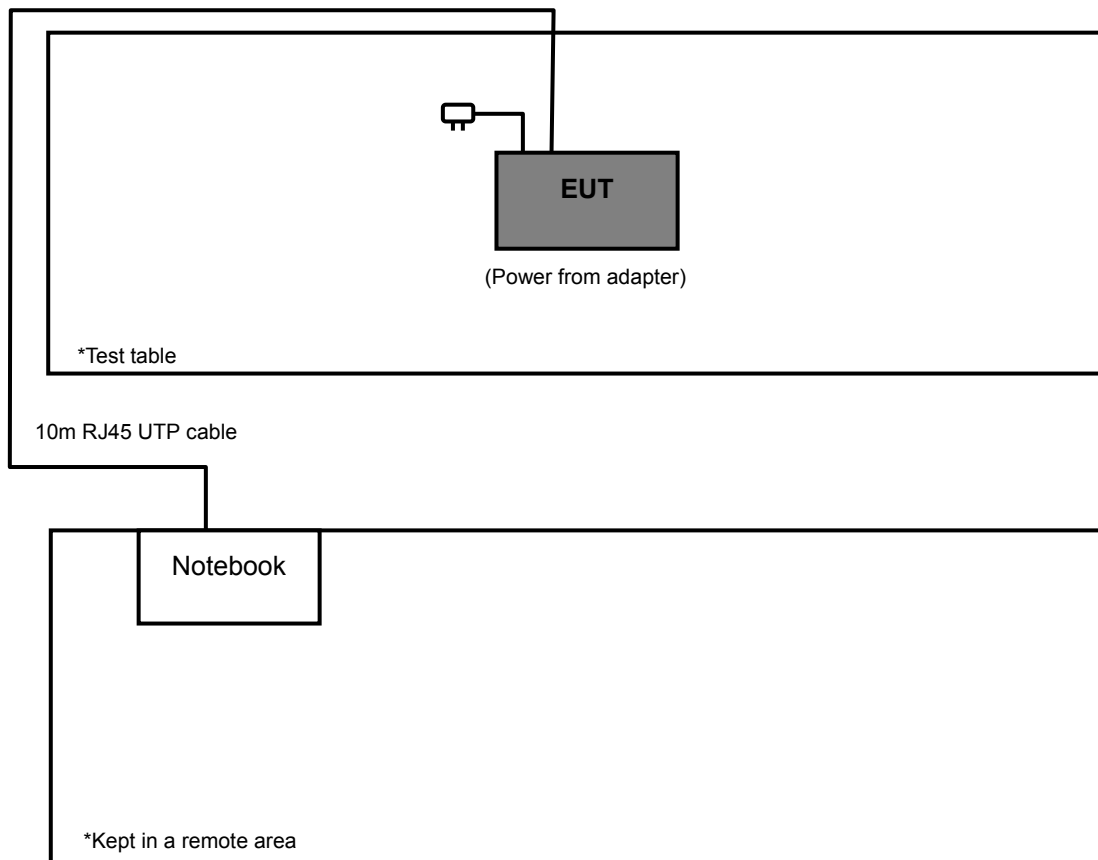 EUT
(Power from adapter)
*Test table
10m RJ45 UTP cable
Notebook
*Kept in a remote area